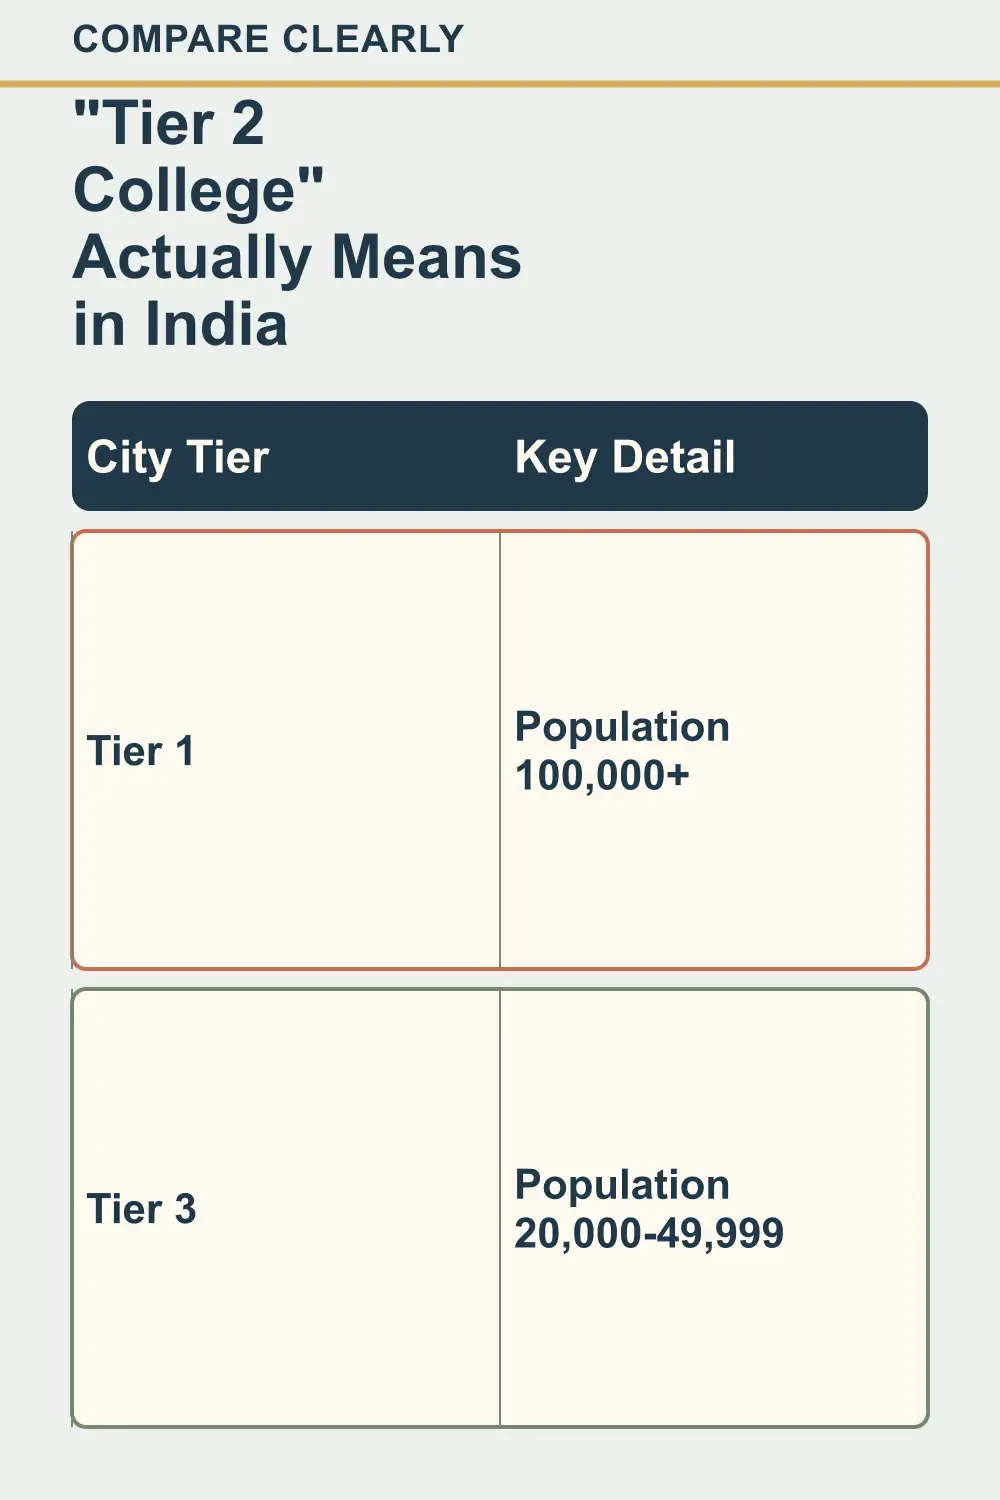 COMPARE CLEARLY
"Tier 2
College"
Actually Means
in India
City Tier
Key Detail
Tier 1
Population
100,000+
Tier 3
Population
20,000-49,999